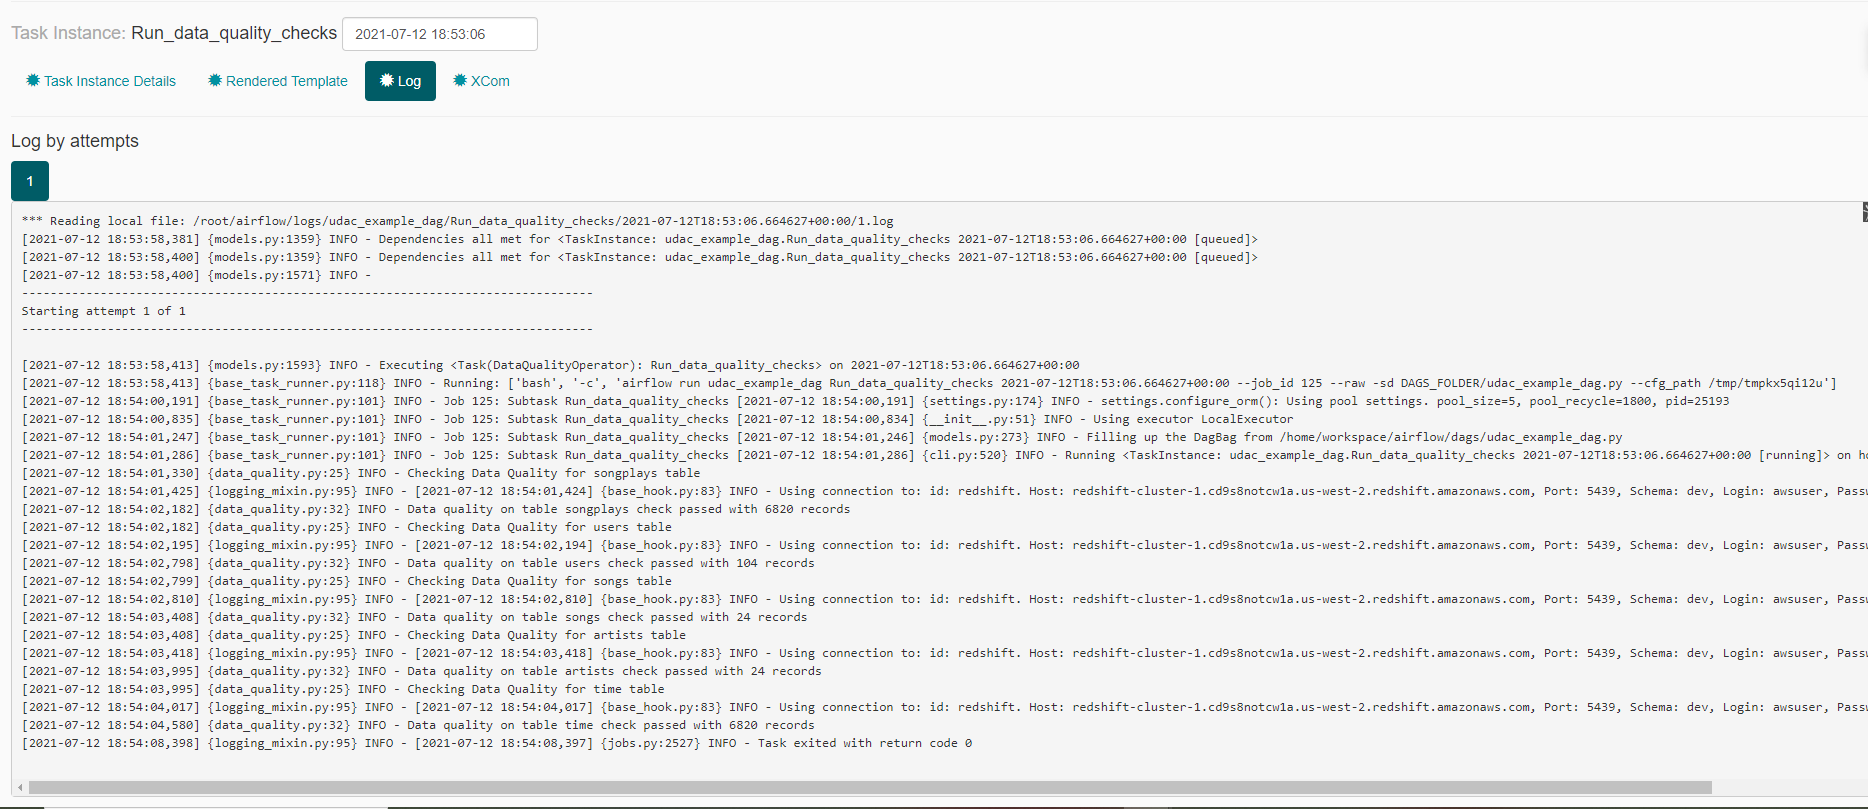 Task Instance: Run_data_quality_checks 2021-07-12 18:53:06
Task Instance Details Rendered Template Log XCom
Log by attempts
1
*** Reading local file: /root/airflow/logs/udac_example_dag/Run_data_quality_checks/2021-07-12T18:53:06.664627+00:00/1.log
[2021-07-12 18:53:58,381] {models.py:1359} INFO - Dependencies all met for <TaskInstance: udac_example_dag.Run_data_quality_checks 2021-07-12T18:53:06.664627+00:00 [queued]>
[2021-07-12 18:53:58,400] {models.py:1359} INFO - Dependencies all met for <TaskInstance: udac_example_dag.Run_data_quality_checks 2021-07-12T18:53:06.664627+00:00 [queued]>
[2021-07-12 18:53:58,400] {models.py:1571} INFO -
--------------------------------------------------------------------------------
Starting attempt 1 of 1
--------------------------------------------------------------------------------
[2021-07-12 18:53:58,413] {models.py:1593} INFO - Executing <Task(DataQualityOperator): Run_data_quality_checks> on 2021-07-12T18:53:06.664627+00:00
[2021-07-12 18:53:58,413] {base_task_runner.py:118} INFO - Running: ['bash', '-c', 'airflow run udac_example_dag Run_data_quality_checks 2021-07-12T18:53:06.664627+00:00 --job_id 125 --raw -sd DAGS_FOLDER/udac_example_dag.py --cfg_path /tmp/tmpkx5qi12u']
[2021-07-12 18:54:00,191] {base_task_runner.py:101} INFO - Job 125: Subtask Run_data_quality_checks [2021-07-12 18:54:00,191] {settings.py:174} INFO - settings.configure_orm(): Using pool settings. pool_size=5, pool_recycle=1800, pid=25193
[2021-07-12 18:54:00,835] {base_task_runner.py:101} INFO - Job 125: Subtask Run_data_quality_checks [2021-07-12 18:54:00,834] {__init__.py:51} INFO - Using executor LocalExecutor
[2021-07-12 18:54:01,247] {base_task_runner.py:101} INFO - Job 125: Subtask Run_data_quality_checks [2021-07-12 18:54:01,246] {models.py:273} INFO - Filling up the DagBag from /home/workspace/airflow/dags/udac_example_dag.py
[2021-07-12 18:54:01,286] {base_task_runner.py:101} INFO - Job 125: Subtask Run_data_quality_checks [2021-07-12 18:54:01,286] {cli.py:520} INFO - Running <TaskInstance: udac_example_dag.Run_data_quality_checks 2021-07-12T18:53:06.664627+00:00 [running]> on
[2021-07-12 18:54:01,330] {data_quality.py:25} INFO - Checking Data Quality for songplays table
[2021-07-12 18:54:01,425] {logging_mixin.py:95} INFO - [2021-07-12 18:54:01,424] {base_hook.py:83} INFO - Using connection to: id: redshift. Host: redshift-cluster-1.cd9s8notcw1a.us-west-2.redshift.amazonaws.com, Port: 5439, Schema: dev, Login: awsuser,
[2021-07-12 18:54:02,182] {data_quality.py:32} INFO - Data quality on table songplays check passed with 6820 records
[2021-07-12 18:54:02,182] {data_quality.py:25} INFO - Checking Data Quality for users table
[2021-07-12 18:54:02,195] {logging_mixin.py:95} INFO - [2021-07-12 18:54:02,194] {base_hook.py:83} INFO - Using connection to: id: redshift. Host: redshift-cluster-1.cd9s8notcw1a.us-west-2.redshift.amazonaws.com, Port: 5439, Schema: dev, Login: awsuser,
[2021-07-12 18:54:02,798] {data_quality.py:32} INFO - Data quality on table users check passed with 104 records
[2021-07-12 18:54:02,799] {data_quality.py:25} INFO - Checking Data Quality for songs table
[2021-07-12 18:54:02,810] {logging_mixin.py:95} INFO - [2021-07-12 18:54:02,810] {base_hook.py:83} INFO - Using connection to: id: redshift. Host: redshift-cluster-1.cd9s8notcw1a.us-west-2.redshift.amazonaws.com, Port: 5439, Schema: dev, Login: awsuser,
[2021-07-12 18:54:03,408] {data_quality.py:32} INFO - Data quality on table songs check passed with 24 records
[2021-07-12 18:54:03,408] {data_quality.py:25} INFO - Checking Data Quality for artists table
[2021-07-12 18:54:03,418] {logging_mixin.py:95} INFO - [2021-07-12 18:54:03,418] {base_hook.py:83} INFO - Using connection to: id: redshift. Host: redshift-cluster-1.cd9s8notcw1a.us-west-2.redshift.amazonaws.com, Port: 5439, Schema: dev, Login: awsuser,
[2021-07-12 18:54:03,995] {data_quality.py:32} INFO - Data quality on table artists check passed with 24 records
[2021-07-12 18:54:03,995] {data_quality.py:25} INFO - Checking Data Quality for time table
[2021-07-12 18:54:04,017] {logging_mixin.py:95} INFO - [2021-07-12 18:54:04,017] {base_hook.py:83} INFO - Using connection to: id: redshift. Host: redshift-cluster-1.cd9s8notcw1a.us-west-2.redshift.amazonaws.com, Port: 5439, Schema: dev, Login: awsuser,
[2021-07-12 18:54:04,580] {data_quality.py:32} INFO - Data quality on table time check passed with 6820 records
[2021-07-12 18:54:08,398] {logging_mixin.py:95} INFO - [2021-07-12 18:54:08,397] {jobs.py:2527} INFO - Task exited with return code 0